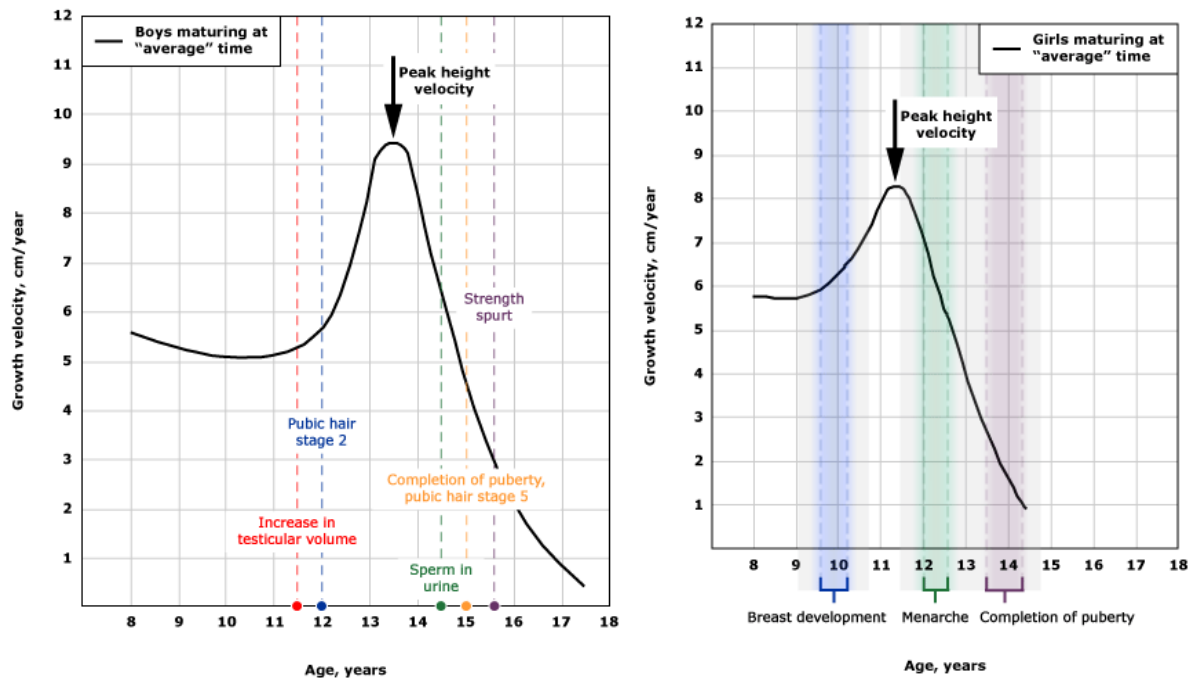 12
11
10
9
8
7
6
5
4
3
2
1
Growth velocity, cm/year
Boys maturing at
“average” time
Peak height
velocity
Strength
spurt
Pubic hair
stage 2
Completion of puberty,
pubic hair stage 5
Increase in
testicular volume
Sperm in
urine
8 9 10 11 12 13 14 15 16 17 18
Age, years
12
11
10
9
8
7
6
5
4
3
2
1
Growth velocity, cm/year
Girls maturing at
“average” time
Peak height
velocity
8 9 10 11 12 13 14 15 16 17 18
Breast development Menarche Completion of puberty
Age, years